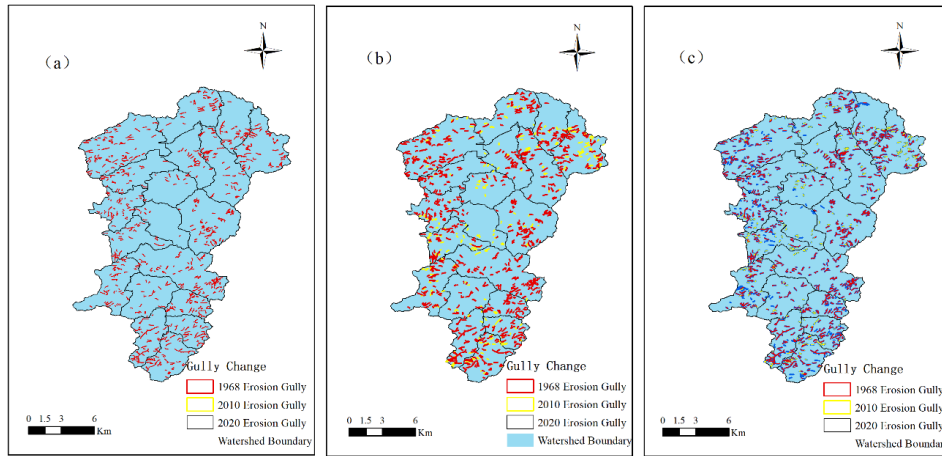 N
(a)
Gully Change
1968 Erosion Gully
2010 Erosion Gully
2020 Erosion Gully
Watershed Boundary
0 1.5 3 6
Km
N
(b)
Gully Change
1968 Erosion Gully
2010 Erosion Gully
2020 Erosion Gully
Watershed Boundary
0 1.5 3 6
Km
N
(c)
Gully Change
1968 Erosion Gully
2010 Erosion Gully
2020 Erosion Gully
Watershed Boundary
0 1.5 3 6
Km